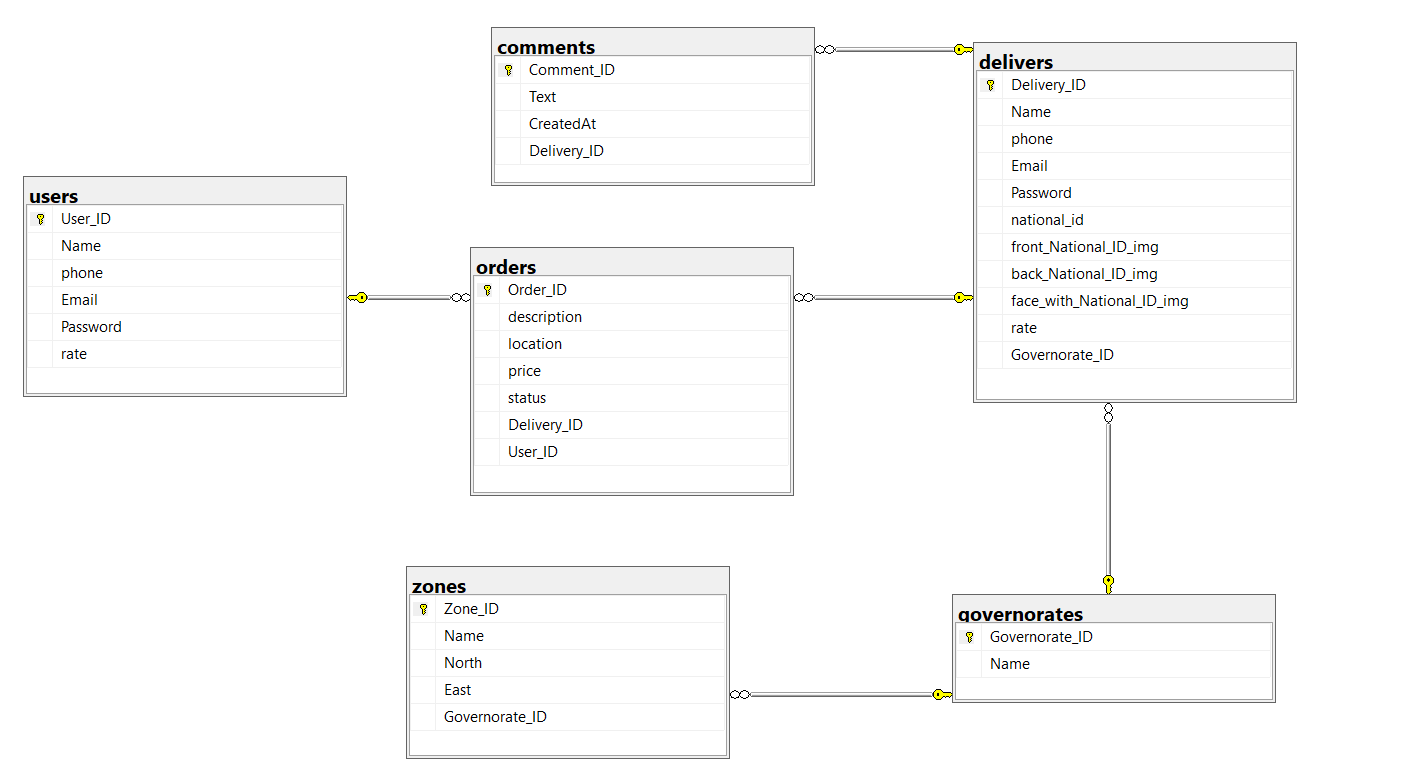 comments
Comment_ID
Text
CreatedAt
Delivery_ID
delivers
Delivery_ID
Name
phone
Email
Password
national_id
front_National_ID_img
back_National_ID_img
face_with_National_ID_img
rate
Governorate_ID
users
User_ID
Name
phone
Email
Password
rate
orders
Order_ID
description
location
price
status
Delivery_ID
User_ID
zones
Zone_ID
Name
North
East
Governorate_ID
governorates
Governorate_ID
Name